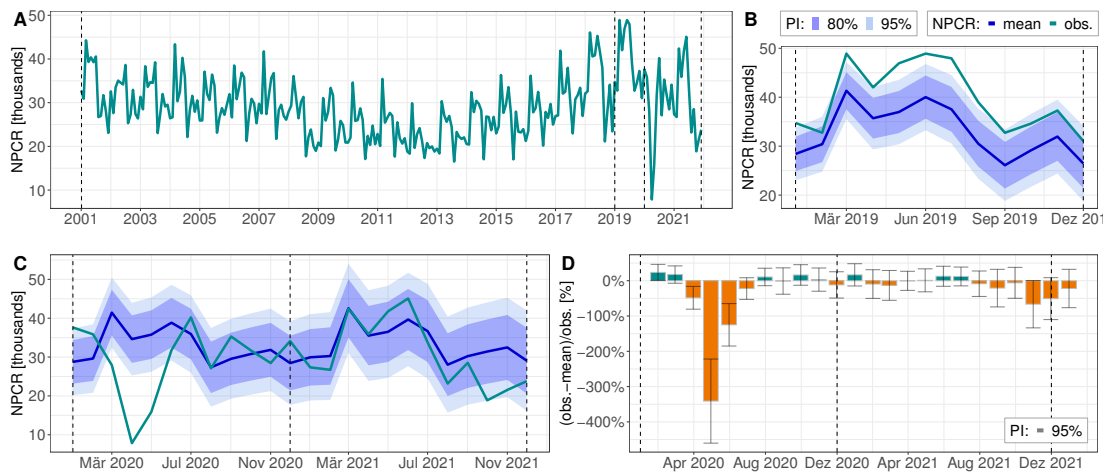 A
NPCR [thousands]
50
40
30
20
10
2001 2003 2005 2007 2009 2011 2013 2015 2017 2019 2021
B
PI: 80% 95%
NPCR: mean obs.
NPCR [thousands]
50
40
30
20
Mär 2019 Jun 2019 Sep 2019 Dez 201
C
NPCR [thousands]
50
40
30
20
10
Mär 2020 Jul 2020 Nov 2020 Mär 2021 Jul 2021 Nov 2021
D
(obs.−mean)/obs. [%]
0%
−100%
−200%
−300%
−400%
PI: 95%
Apr 2020 Aug 2020 Dez 2020 Apr 2021 Aug 2021 Dez 2021